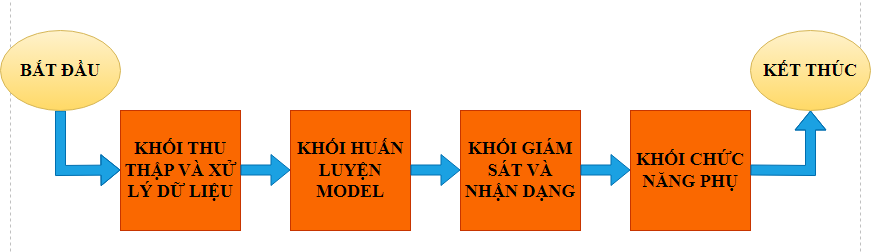 BẮT ĐẦU
KẾT THÚC
KHỐI THU
THẬP VÀ XỬ
LÝ DỮ LIỆU
KHỐI HUẤN
LUYỆN
MODEL
KHỐI GIÁM
SÁT VÀ
NHẬN DẠNG
KHỐI CHỨC
NĂNG PHỤ